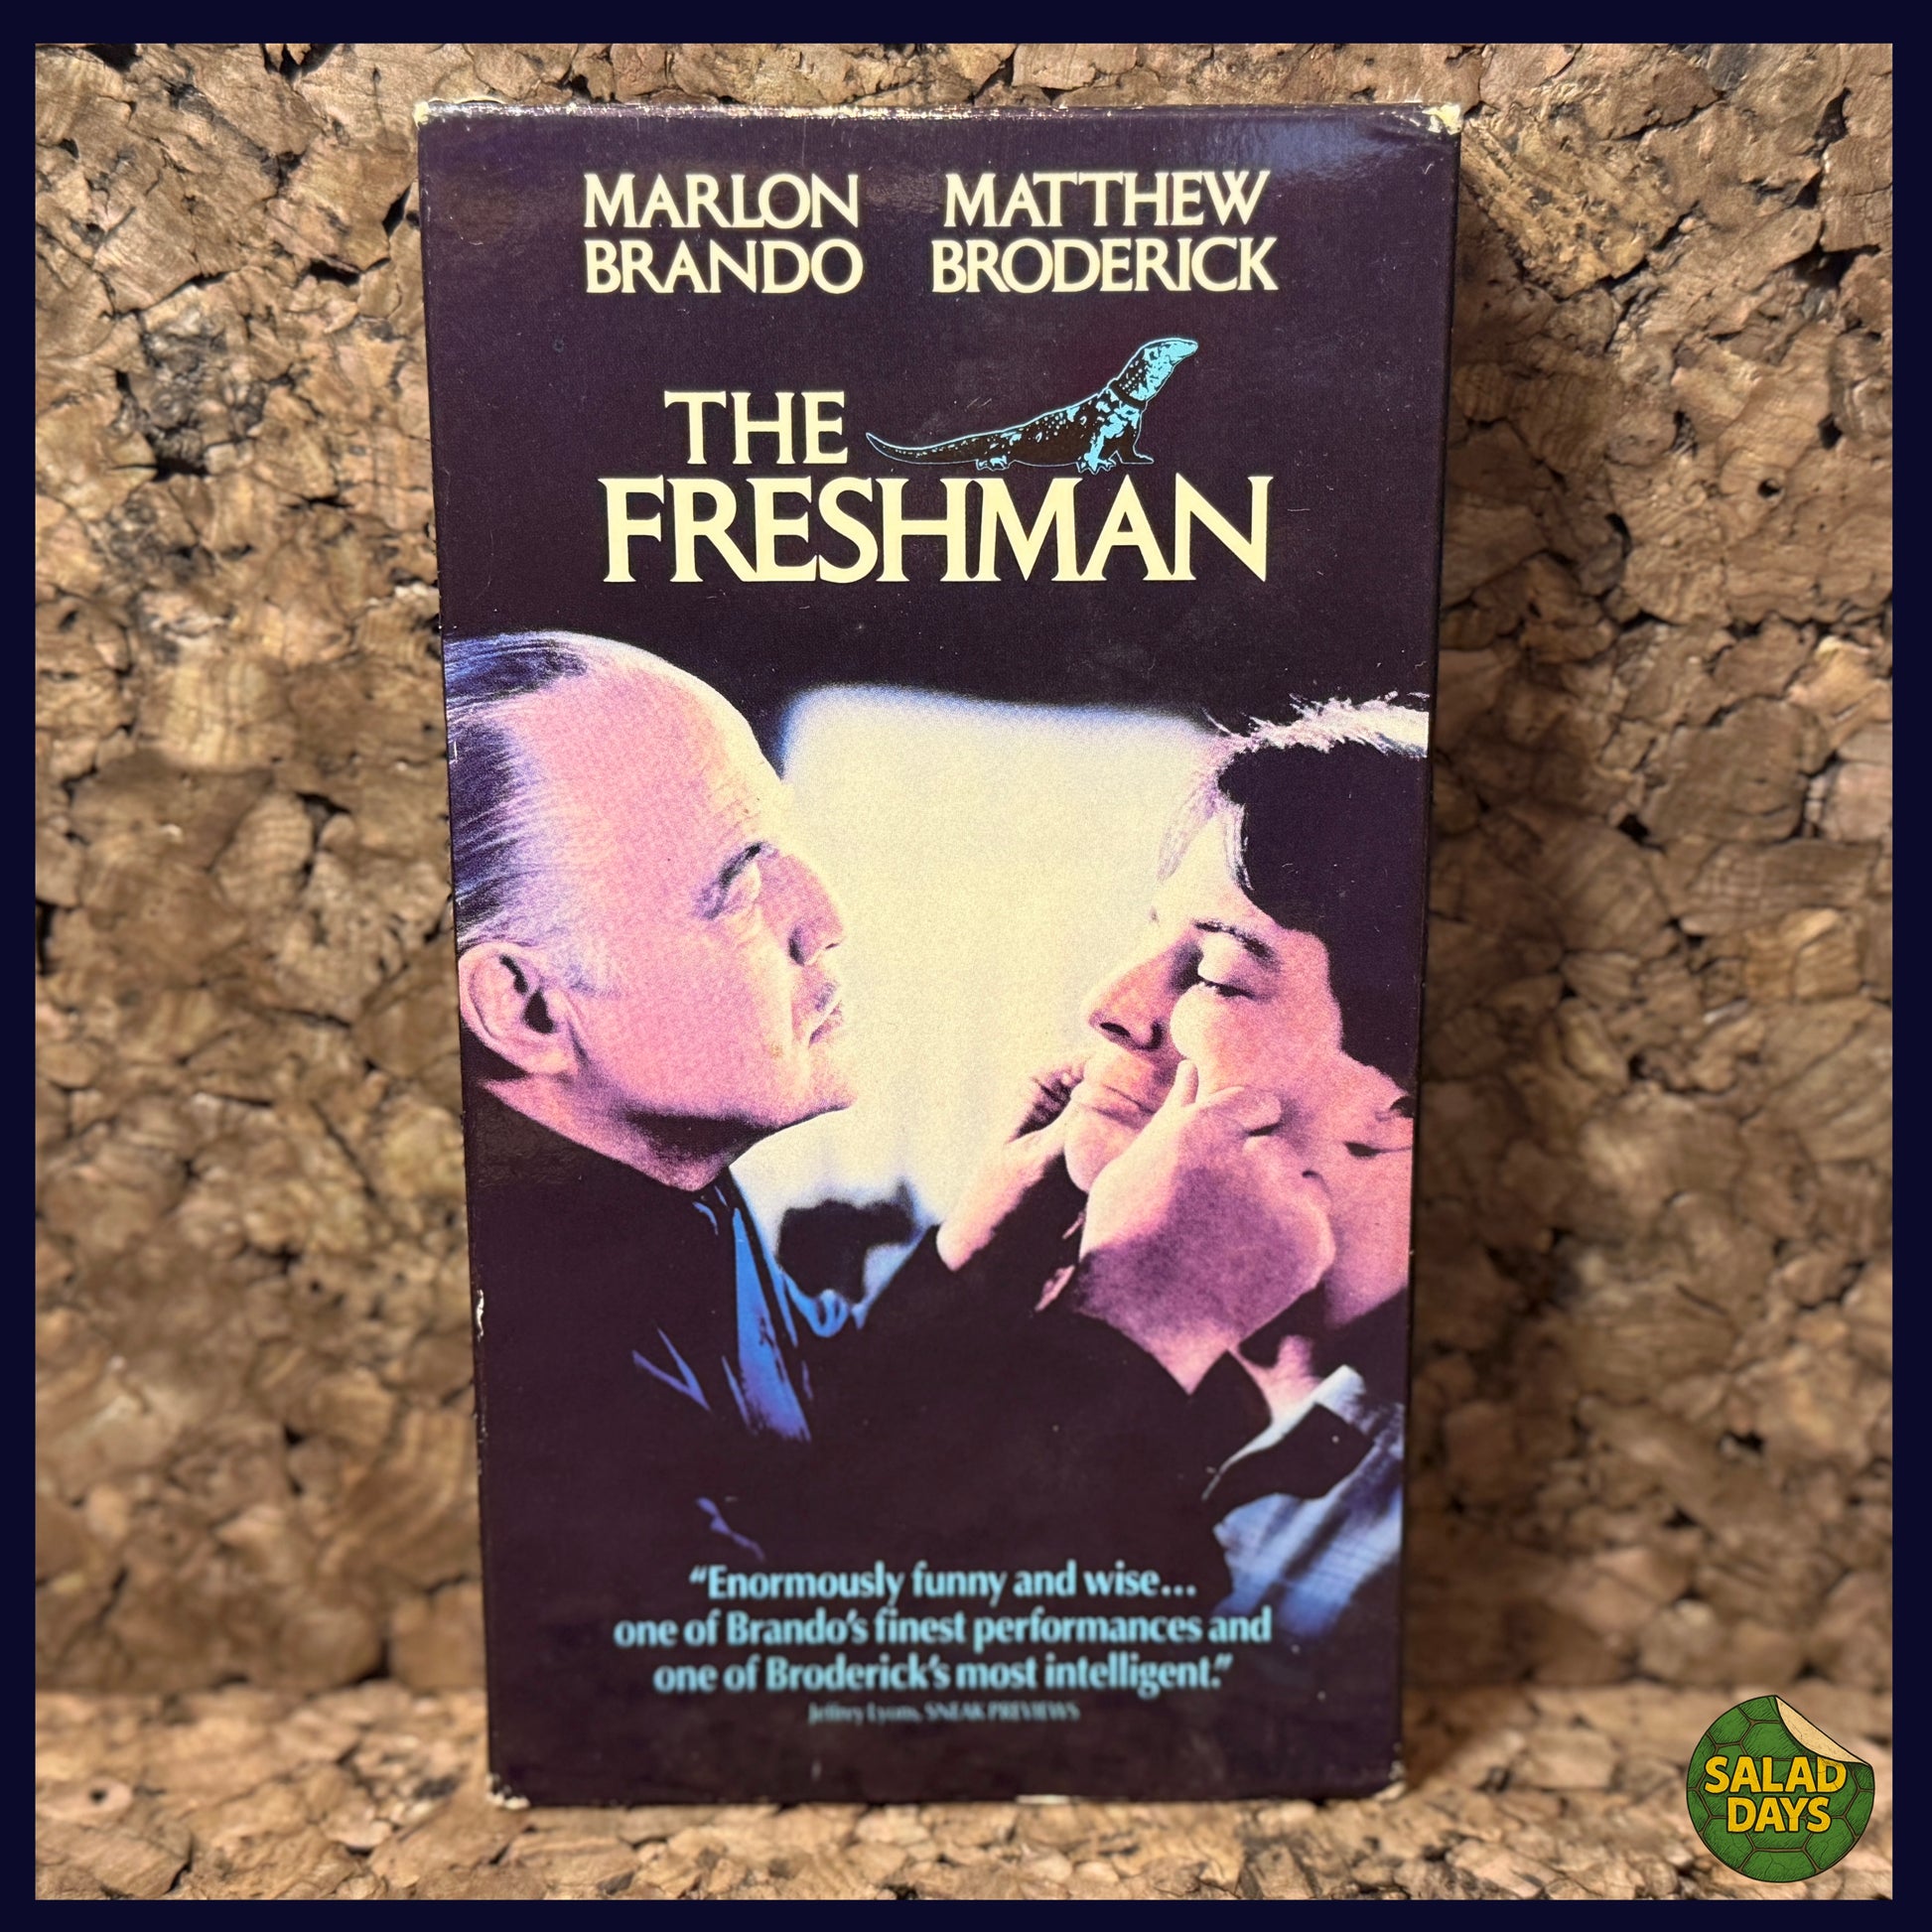 MARLON MATTHEW
BRANDO BRODERICK
THE
FRESHMAN
“Enormously funny and wise...
one of Brando’s finest performances and
one of Broderick’s most intelligent.”
Jeffrey Lyons, SNEAK PREVIEWS
SALAD
DAYS